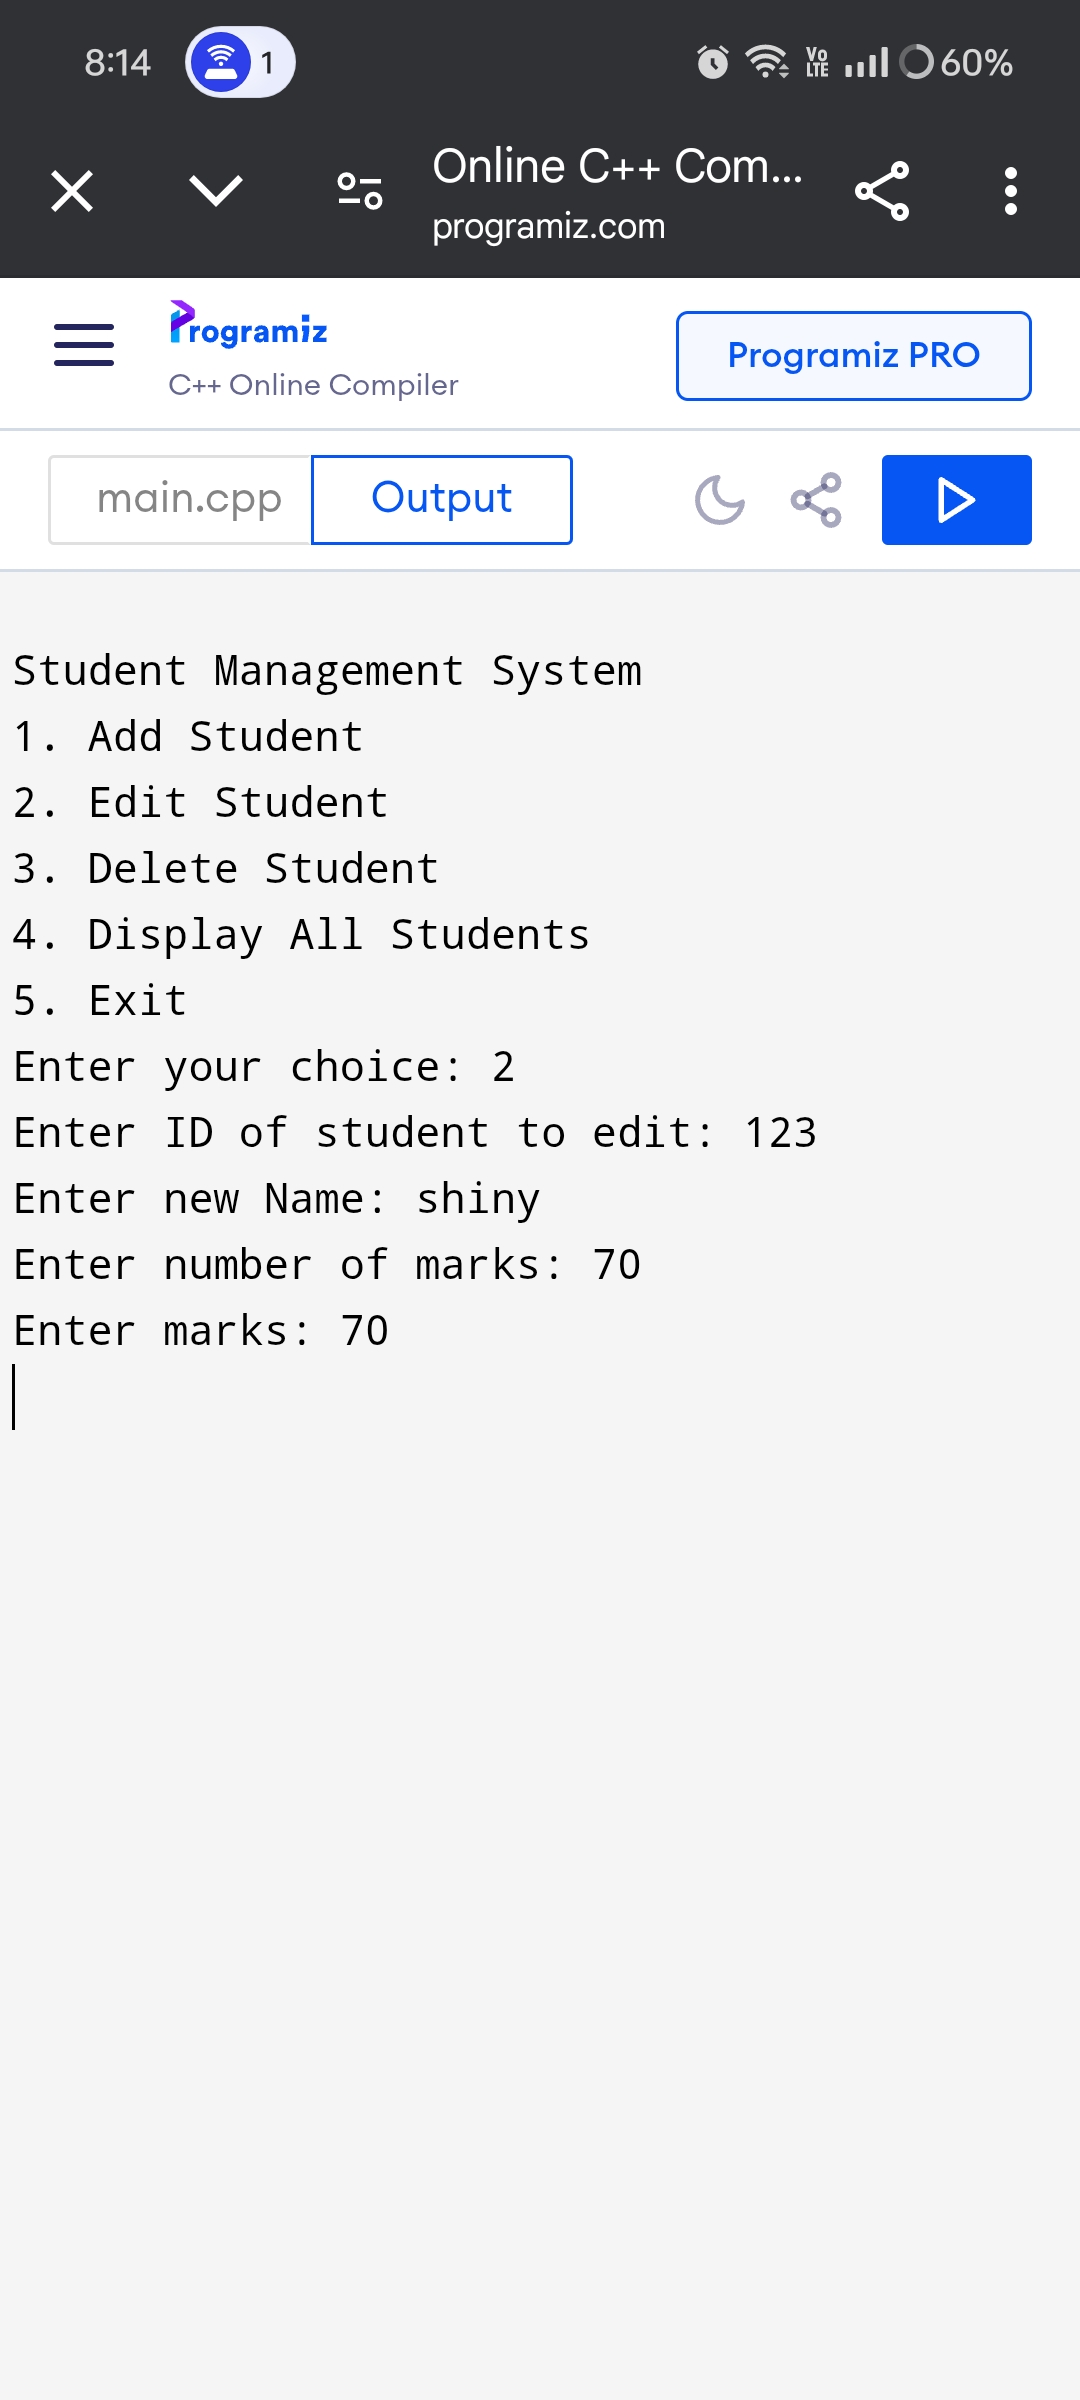 8:14 1 Vo LTE 60%
Online C++ Com...
programiz.com
Programiz
C++ Online Compiler
Programiz PRO
main.cpp Output
Student Management System
1. Add Student
2. Edit Student
3. Delete Student
4. Display All Students
5. Exit
Enter your choice: 2
Enter ID of student to edit: 123
Enter new Name: shiny
Enter number of marks: 70
Enter marks: 70